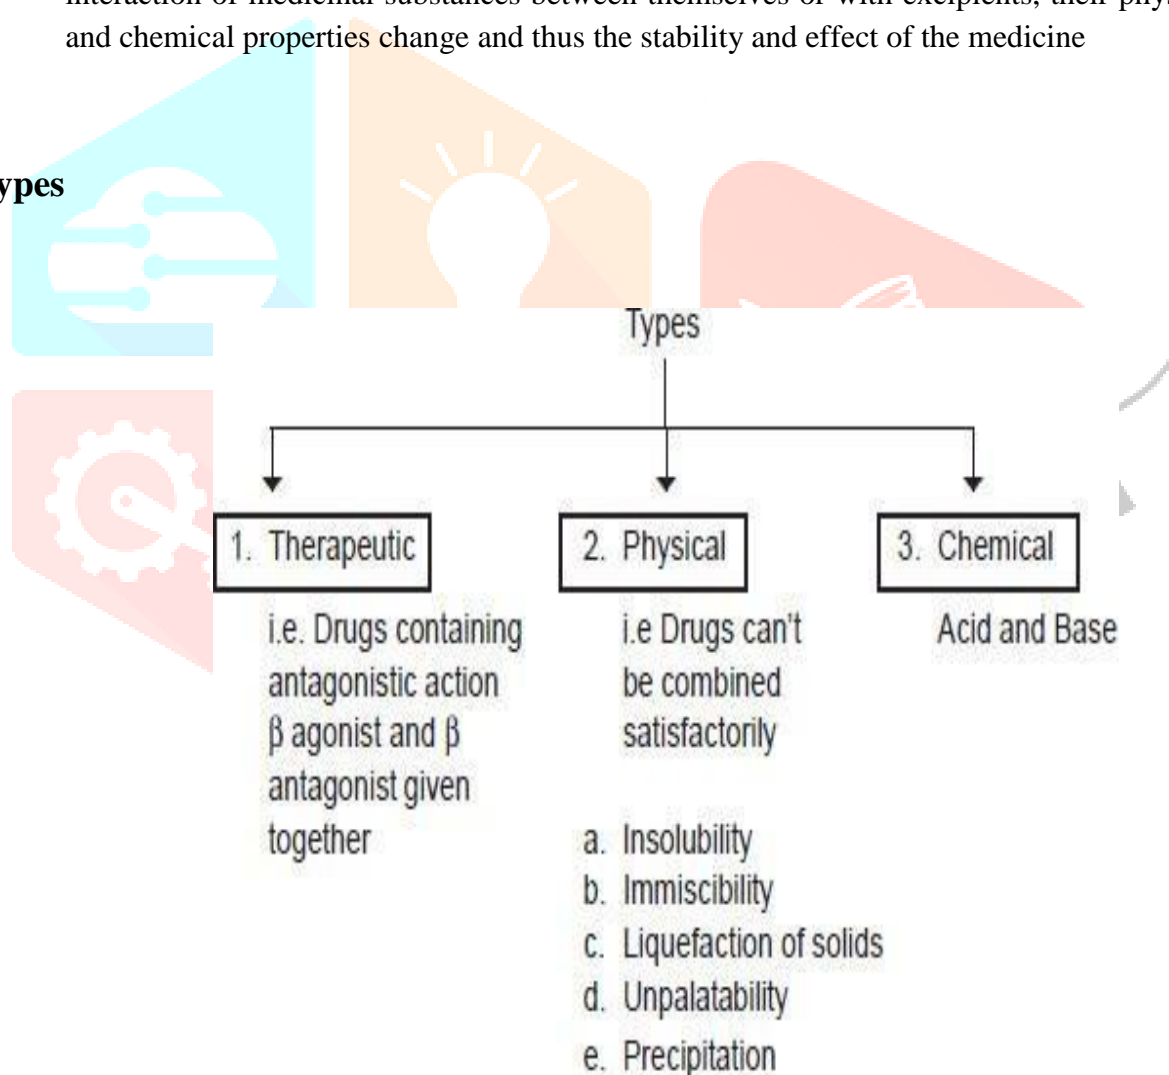 interaction of medicinal substances between themselves or with excipients, their phys
and chemical properties change and thus the stability and effect of the medicine
ypes
Types
1. Therapeutic
i.e. Drugs containing
antagonistic action
β agonist and β
antagonist given
together
2. Physical
i.e Drugs can't
be combined
satisfactorily
a. Insolubility
b. Immiscibility
c. Liquefaction of solids
d. Unpalatability
e. Precipitation
3. Chemical
Acid and Base